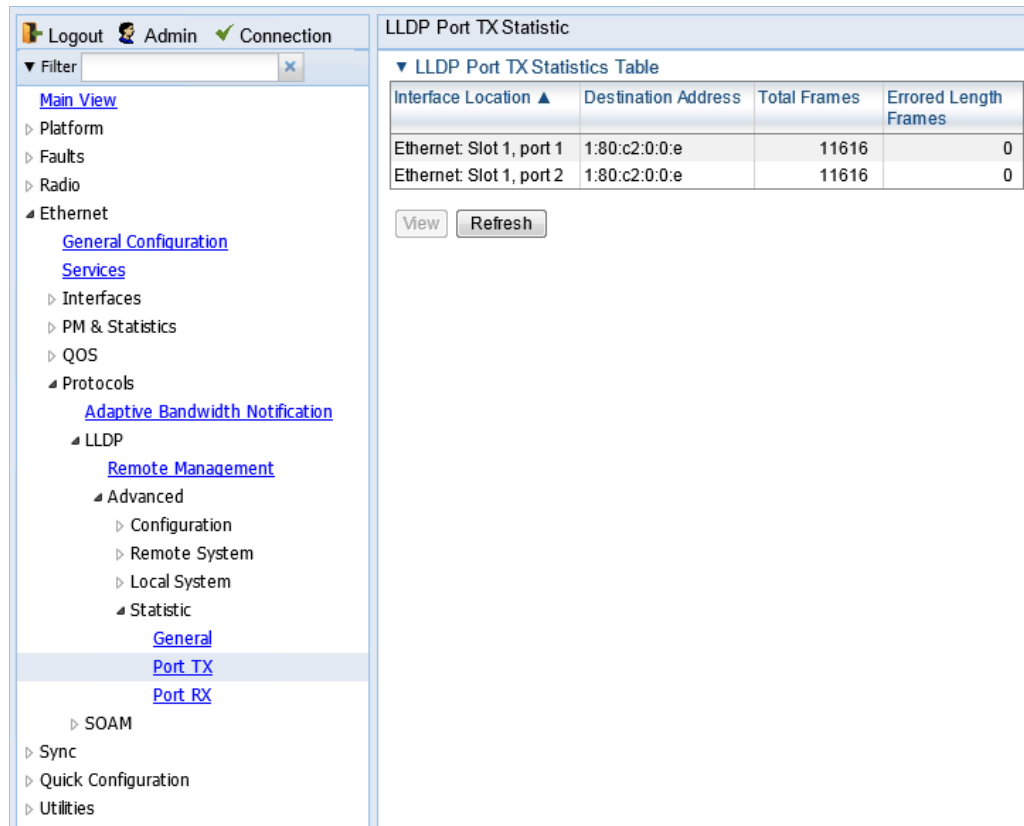 Logout Admin Connection
Filter
Main View
Platform
Faults
Radio
Ethernet
General Configuration
Services
Interfaces
PM & Statistics
QOS
Protocols
Adaptive Bandwidth Notification
LLDP
Remote Management
Advanced
Configuration
Remote System
Local System
Statistic
General
Port TX
Port RX
SOAM
Sync
Quick Configuration
Utilities
LLDP Port TX Statistic
▼ LLDP Port TX Statistics Table
Interface Location ▲ Destination Address Total Frames Errored Length Frames
Ethernet: Slot 1, port 1 1:80:c2:0:0:e 11616 0
Ethernet: Slot 1, port 2 1:80:c2:0:0:e 11616 0
View Refresh